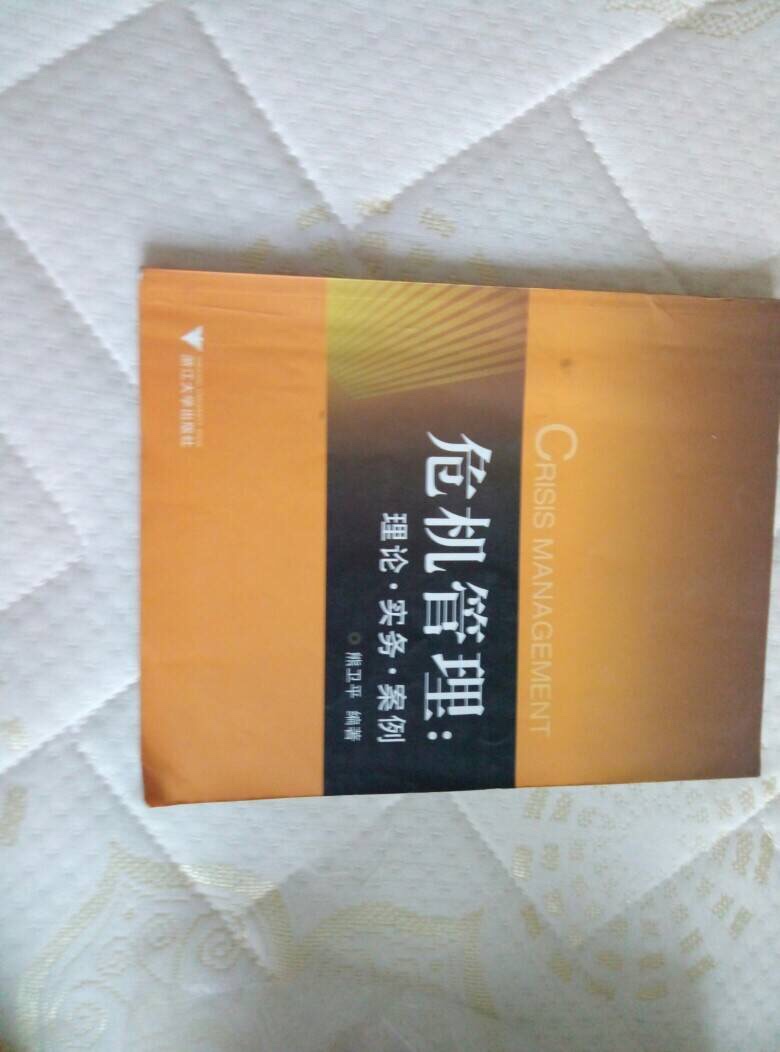 CRISIS MANAGEMENT
危机管理：
理论·实务·案例
◎ 熊卫平 编著
浙江大学出版社